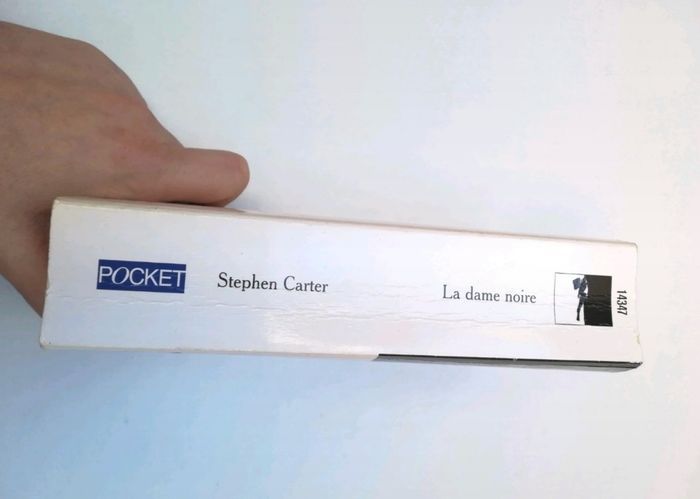 POCKET
Stephen Carter
La dame noire
14347